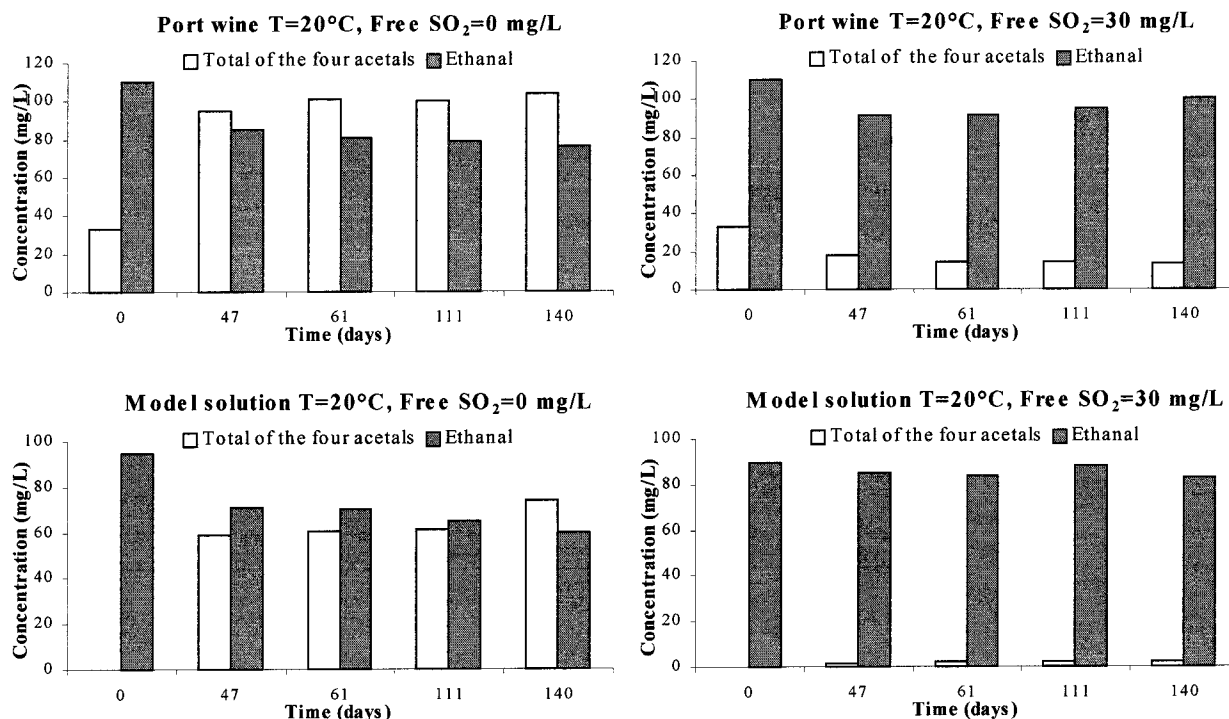 Port wine T=20°C, Free SO2=0 mg/L
Total of the four acetals Ethanal
Concentration (mg/L)
120
100
80
60
40
20
0
0 47 61 111 140
Time (days)
Port wine T=20°C, Free SO2=30 mg/L
Total of the four acetals Ethanal
Concentration (mg/L)
120
100
80
60
40
20
0
0 47 61 111 140
Time (days)
Model solution T=20°C, Free SO2=0 mg/L
Total of the four acetals Ethanal
Concentration (mg/L)
100
80
60
40
20
0
0 47 61 111 140
Time (days)
Model solution T=20°C, Free SO2=30 mg/L
Total of the four acetals Ethanal
Concentration (mg/L)
100
80
60
40
20
0
0 47 61 111 140
Time (days)